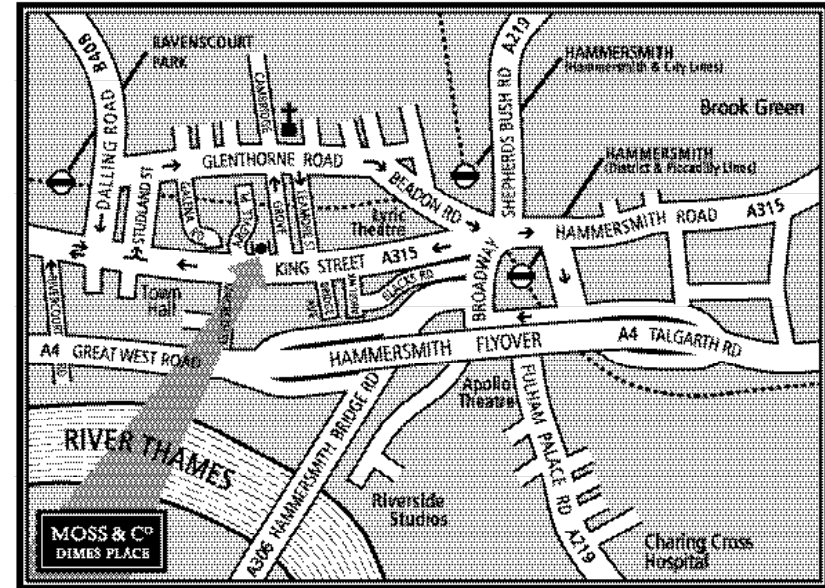 B408
RAVENSCOURT
PARK
A219
HAMMERSMITH
(Hammersmith & City Lines)
Brook Green
CAMBRIDGE
GLENTHORNE ROAD
DALLING ROAD
STUDLAND ST
BEADON RD
SHEPHERDS BUSH RD
HAMMERSMITH
(District & Piccadilly Lines)
GROVE
Lyric
Theatre
HAMMERSMITH ROAD
A315
KING STREET
A315
BLACKS RD
BROADWAY
Town
Hall
A4 GREAT WEST ROAD
HAMMERSMITH FLYOVER
A4 TALGARTH RD
Apollo
Theatre
FULHAM PALACE RD
A219
RIVER THAMES
A306 HAMMERSMITH BRIDGE RD
Riverside
Studios
Charing Cross
Hospital
MOSS & Co
DIMES PLACE